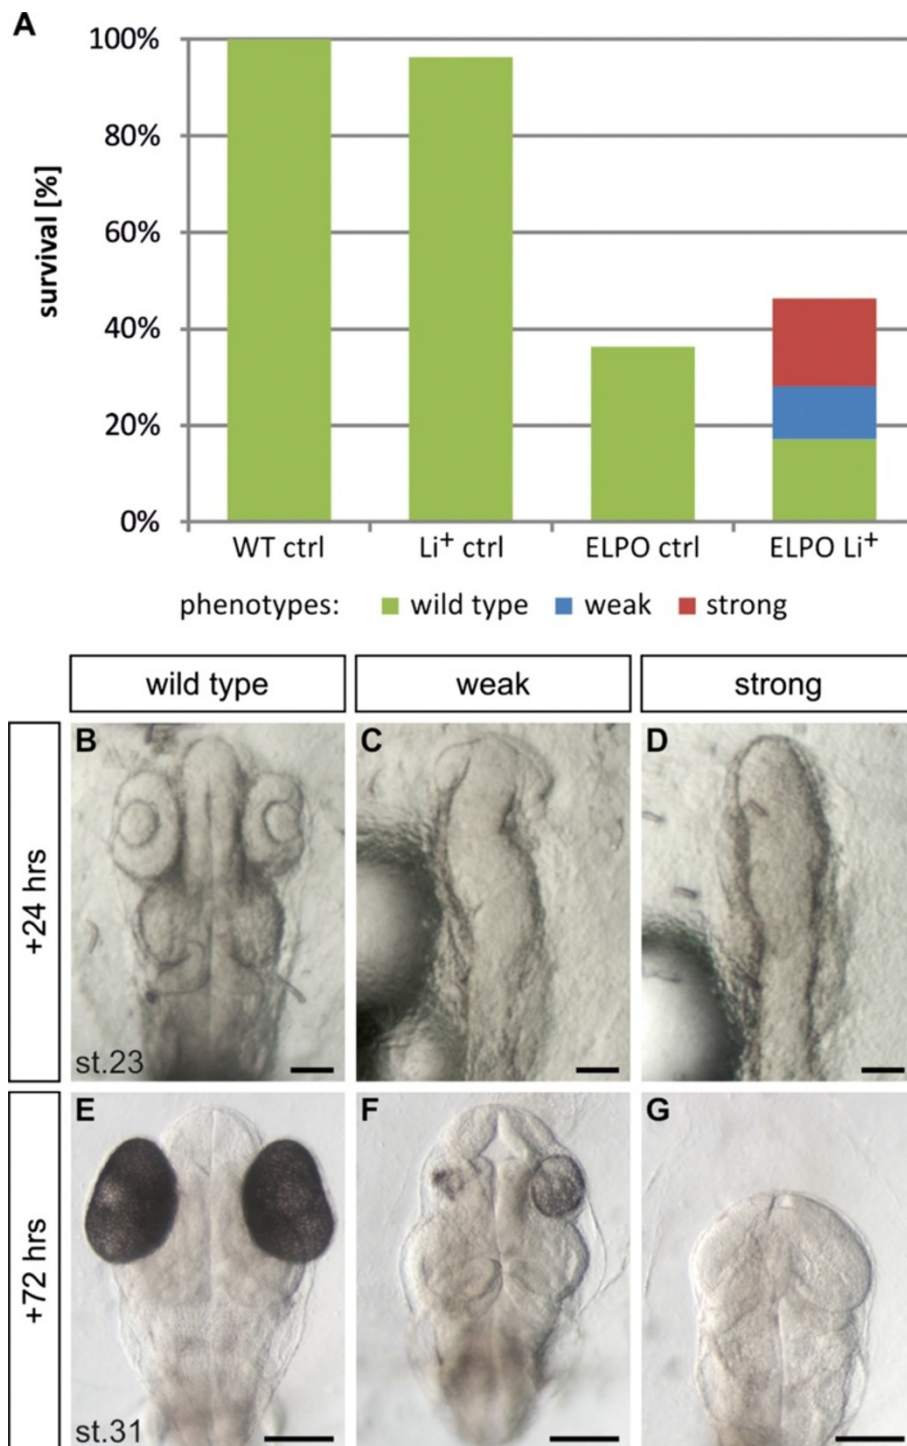 A
100%
80%
60%
40%
20%
0%
survival [%]
WT ctrl Li⁺ ctrl ELPO ctrl ELPO Li⁺
phenotypes: wild type weak strong
wild type weak strong
+24 hrs
B C D
st.23
+72 hrs
E F G
st.31